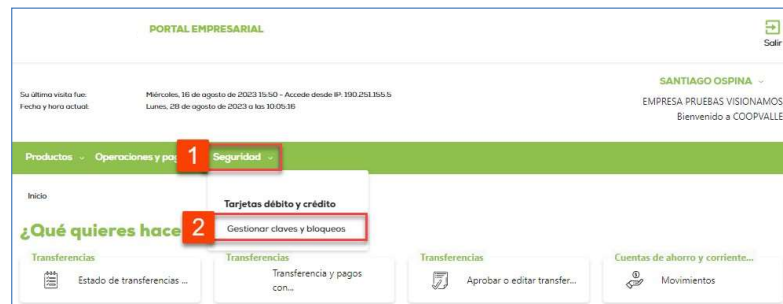 PORTAL EMPRESARIAL
Salir
Su última visita fue: Miércoles, 16 de agosto de 2023 15:50 - Accede desde IP: 190.251.155.5
Fecha y hora actual: Lunes, 28 de agosto de 2023 a las 10:05:16
SANTIAGO OSPINA
EMPRESA PRUEBAS VISIONAMOS
Bienvenido a COOPVALLE
Productos Operaciones y pag 1 Seguridad
Inicio
Tarjetas débito y crédito
2 Gestionar claves y bloqueos
¿Qué quieres hace
Transferencias
Estado de transferencias ...
Transferencias
Transferencia y pagos
con...
Transferencias
Aprobar o editar transfer...
Cuentas de ahorro y corriente...
Movimientos